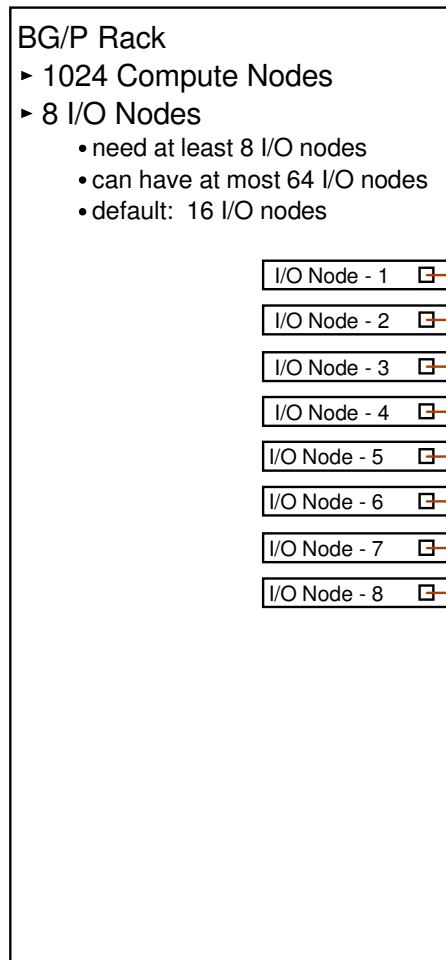 BG/P Rack
► 1024 Compute Nodes
► 8 I/O Nodes
• need at least 8 I/O nodes
• can have at most 64 I/O nodes
• default: 16 I/O nodes
I/O Node - 1
I/O Node - 2
I/O Node - 3
I/O Node - 4
I/O Node - 5
I/O Node - 6
I/O Node - 7
I/O Node - 8